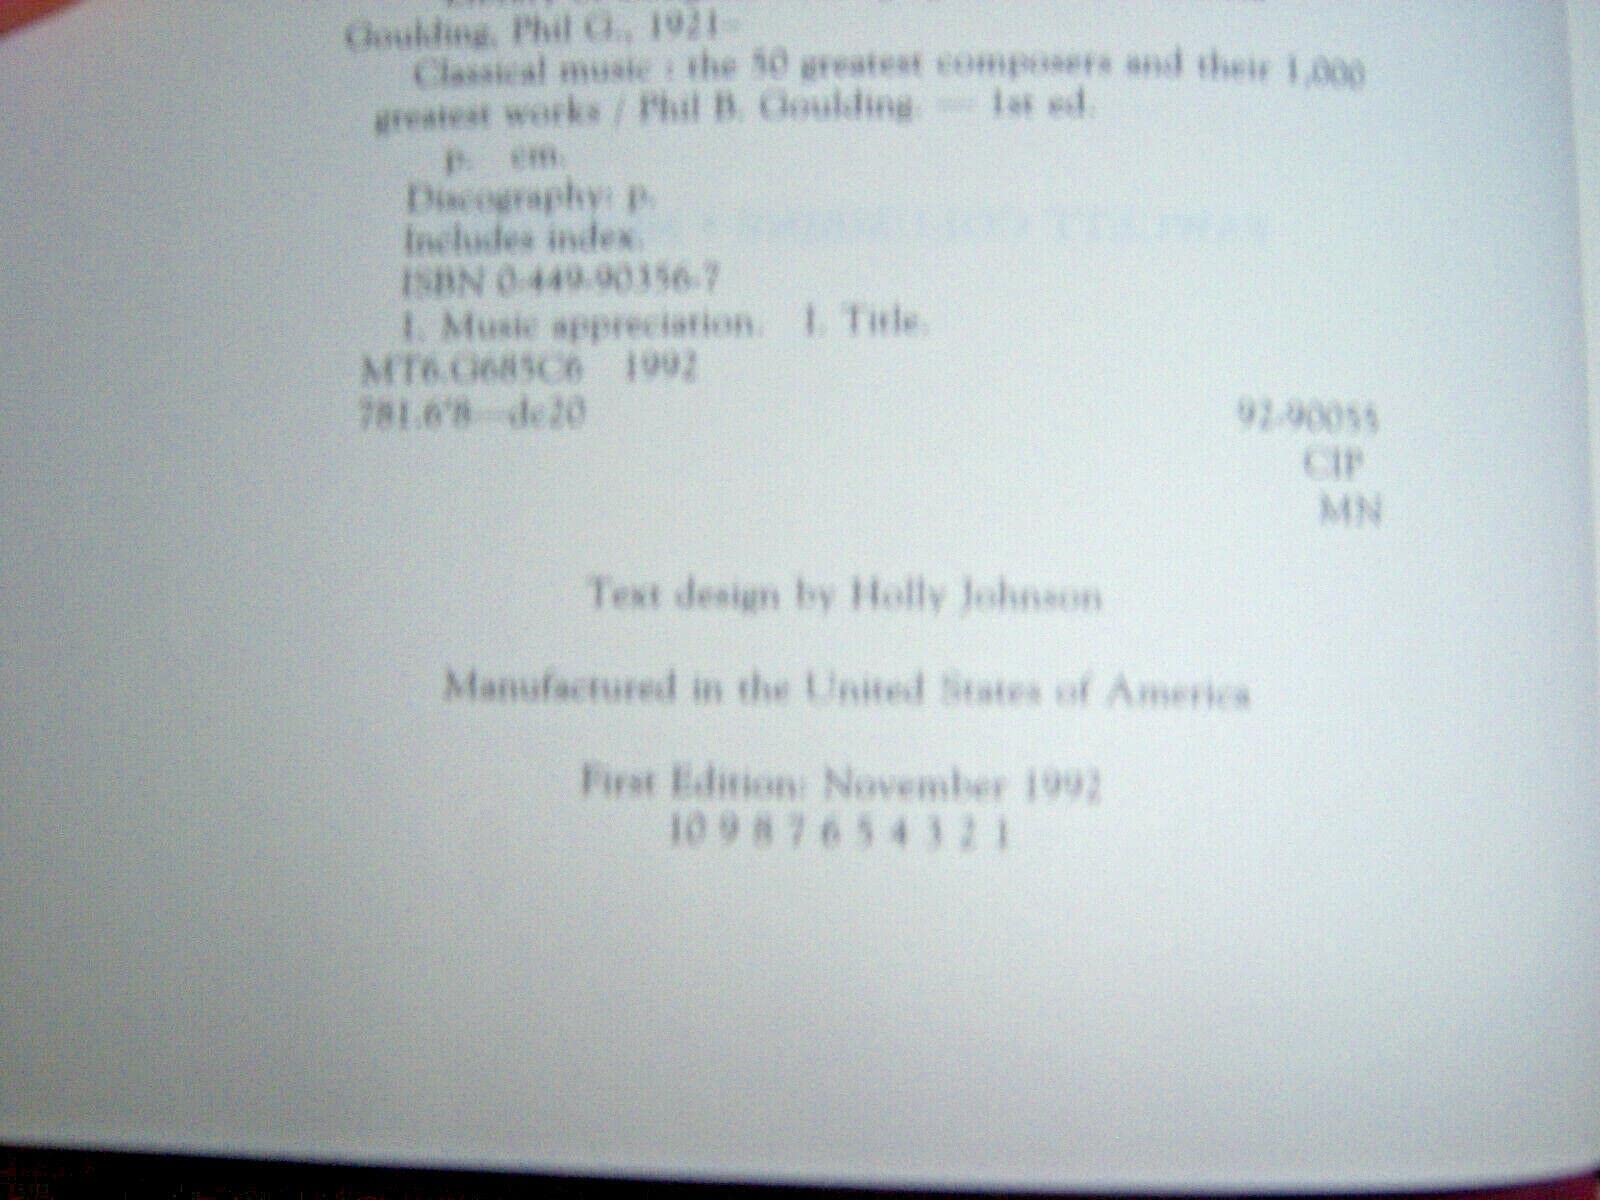 Goulding, Phil G., 1921–
Classical music : the 50 greatest composers and their 1,000
greatest works / Phil B. Goulding. — 1st ed.
p. cm.
Discography: p.
Includes index.
ISBN 0-449-90356-7
1. Music appreciation. I. Title.
MT6.G685C6 1992
781.6'8—dc20 92-90055
CIP
MN
Text design by Holly Johnson
Manufactured in the United States of America
First Edition: November 1992
10 9 8 7 6 5 4 3 2 1